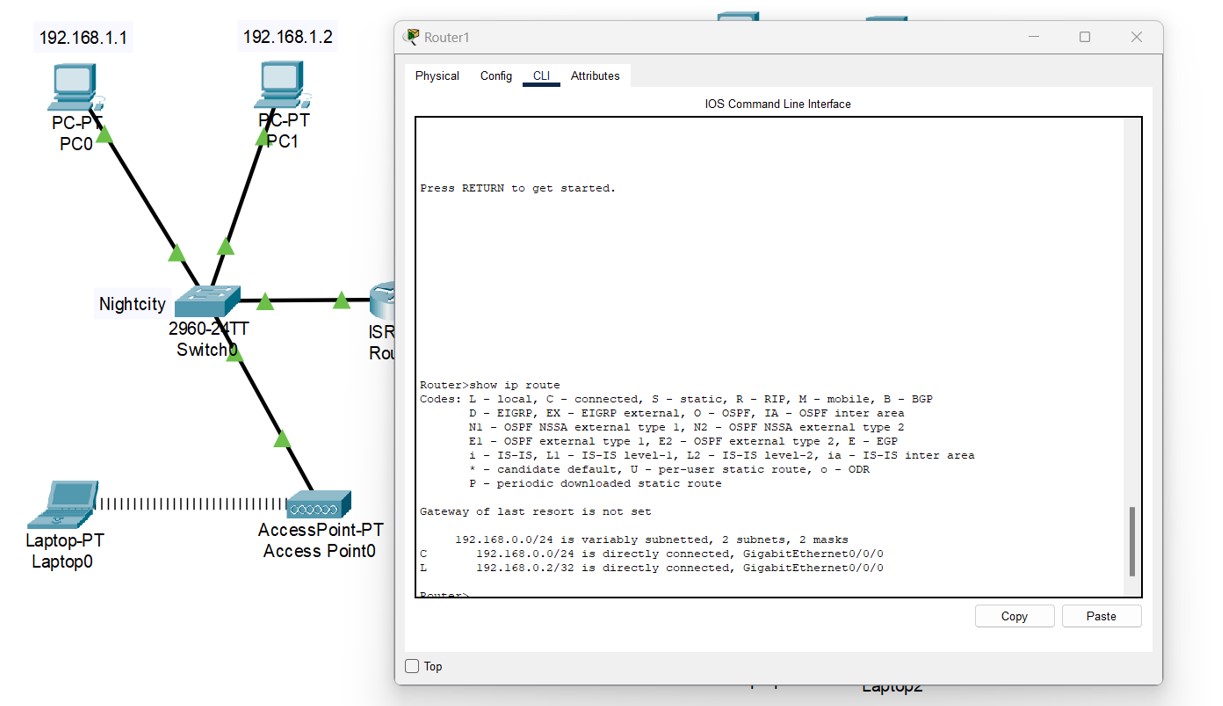 192.168.1.1
192.168.1.2
PC-PT
PC0
PC-PT
PC1
Nightcity
2960-24TT
Switch0
ISR
Rou
Laptop-PT
Laptop0
AccessPoint-PT
Access Point0
Router1
Physical Config CLI Attributes
IOS Command Line Interface
Press RETURN to get started.
Router>show ip route
Codes: L - local, C - connected, S - static, R - RIP, M - mobile, B - BGP
D - EIGRP, EX - EIGRP external, O - OSPF, IA - OSPF inter area
N1 - OSPF NSSA external type 1, N2 - OSPF NSSA external type 2
E1 - OSPF external type 1, E2 - OSPF external type 2, E - EGP
i - IS-IS, L1 - IS-IS level-1, L2 - IS-IS level-2, ia - IS-IS inter area
* - candidate default, U - per-user static route, o - ODR
P - periodic downloaded static route
Gateway of last resort is not set
192.168.0.0/24 is variably subnetted, 2 subnets, 2 masks
C 192.168.0.0/24 is directly connected, GigabitEthernet0/0/0
L 192.168.0.2/32 is directly connected, GigabitEthernet0/0/0
Router>
Copy Paste
Top
Laptop2